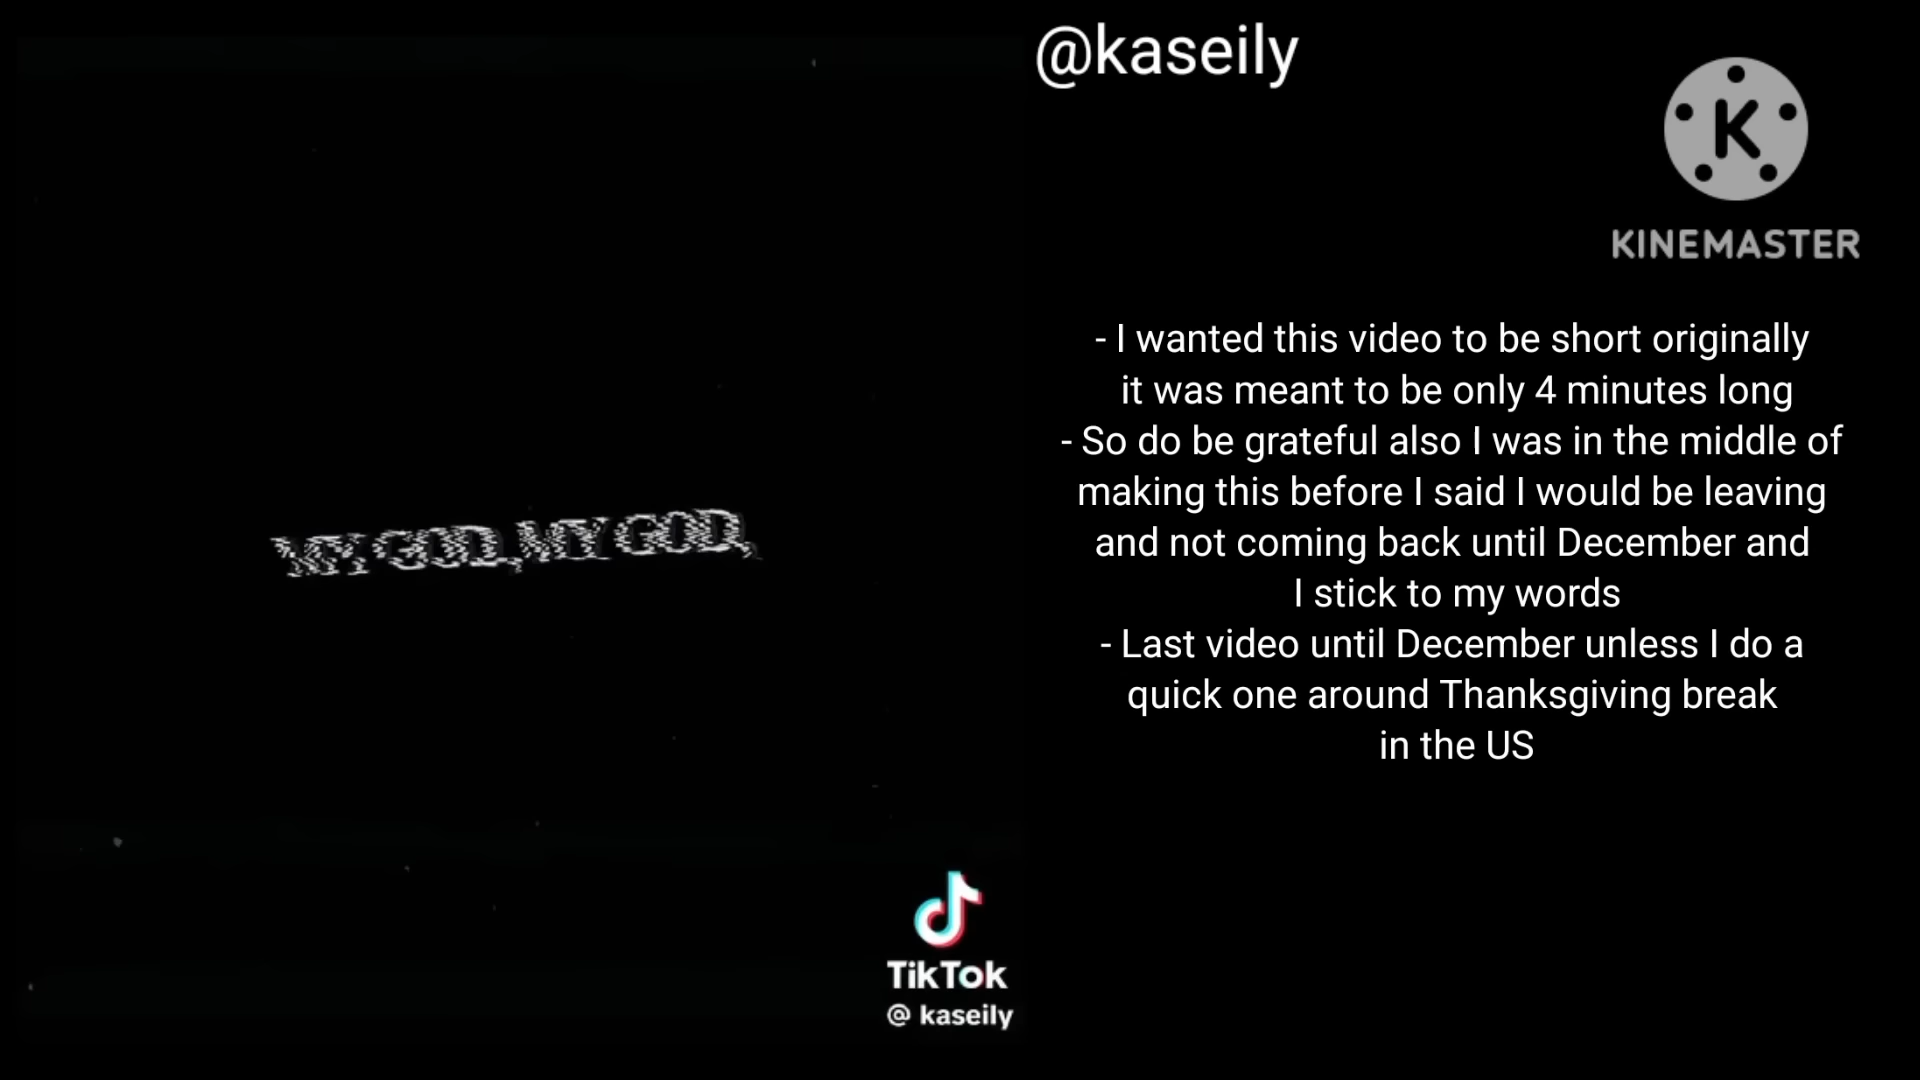 @kaseily
K
KINEMASTER
MY GOD, MY GOD,
- I wanted this video to be short originally
it was meant to be only 4 minutes long
- So do be grateful also I was in the middle of
making this before I said I would be leaving
and not coming back until December and
I stick to my words
- Last video until December unless I do a
quick one around Thanksgiving break
in the US
TikTok
@ kaseily